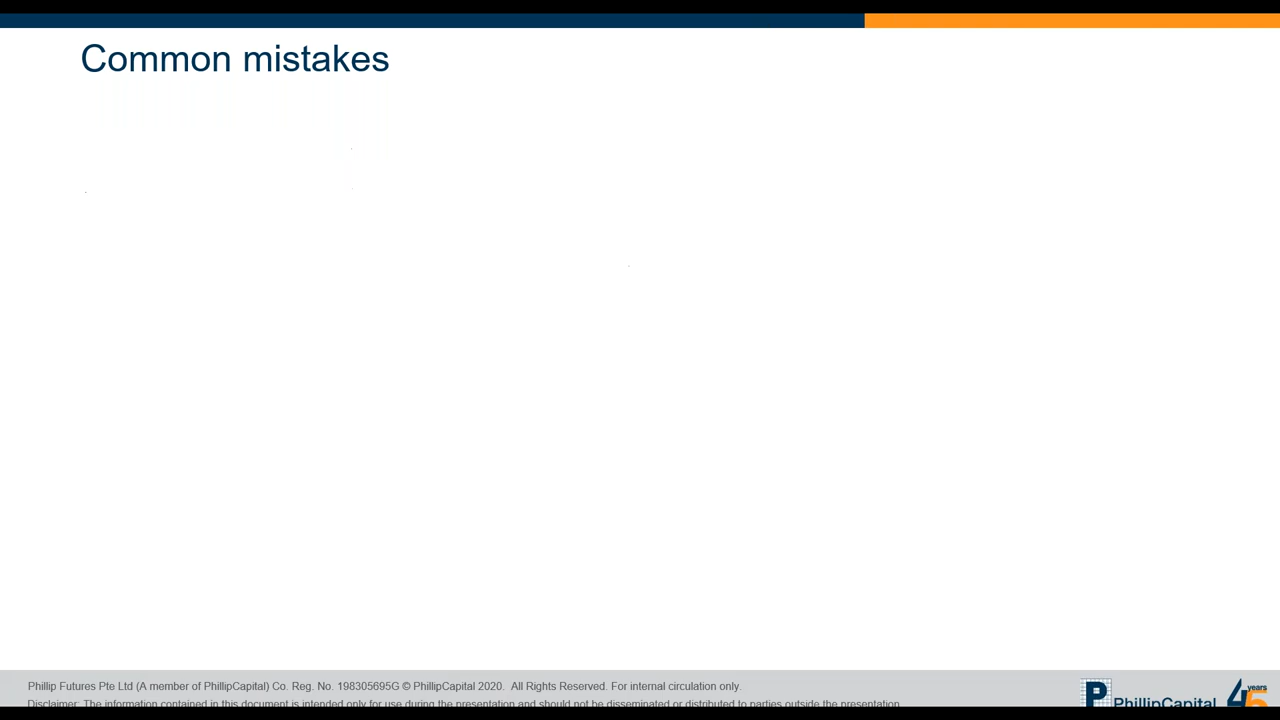 Common mistakes
Phillip Futures Pte Ltd (A member of PhillipCapital) Co. Reg. No. 198305695G © PhillipCapital 2020. All Rights Reserved. For internal circulation only.
Disclaimer: The information contained in this document is intended only for use during the presentation and should not be disseminated or distributed to parties outside the presentation
P PhillipCapital 45 years